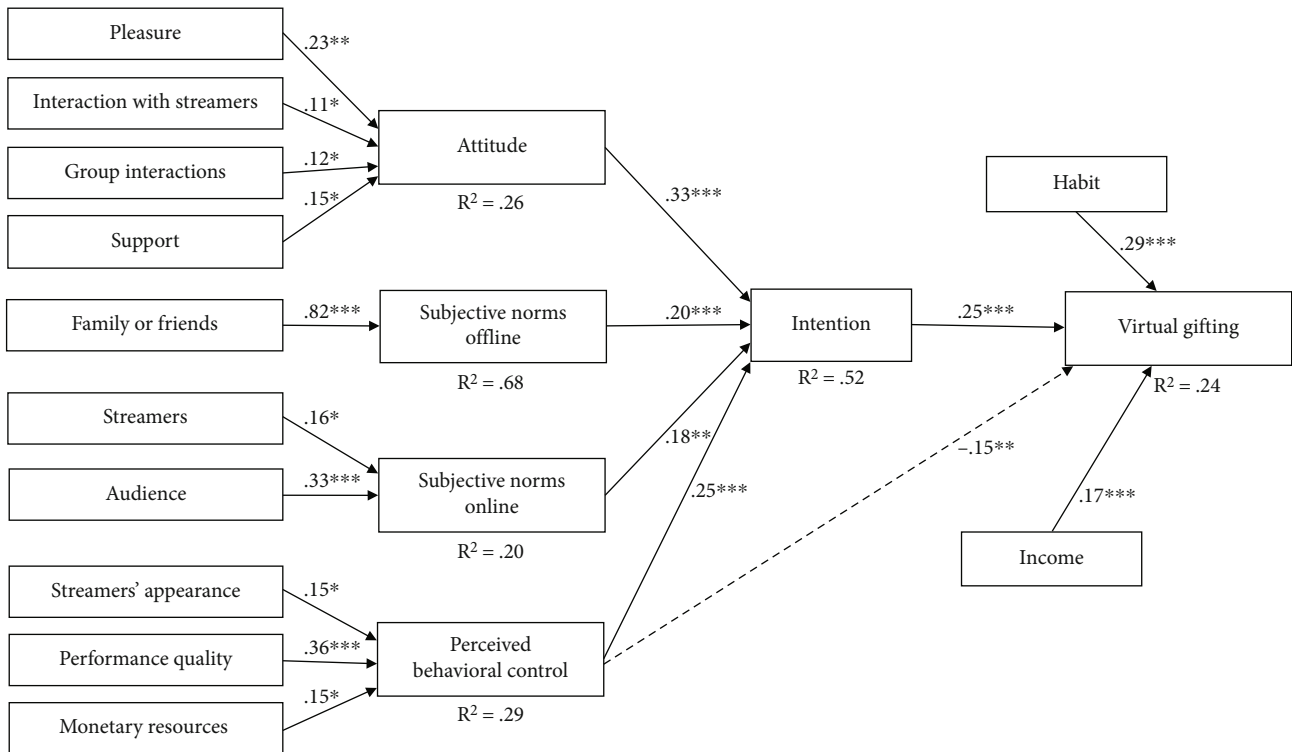 Pleasure
.23**
Interaction with streamers
.11*
Group interactions
.12*
Support
.15*
Attitude
R² = .26
.33***
Family or friends
.82***
Subjective norms
offline
R² = .68
.20***
Streamers
.16*
Audience
.33***
Subjective norms
online
R² = .20
.18**
Streamers’ appearance
.15*
Performance quality
.36***
Monetary resources
.15*
Perceived
behavioral control
R² = .29
.25***
–.15**
Intention
R² = .52
.25***
Habit
.29***
Virtual gifting
R² = .24
.17***
Income